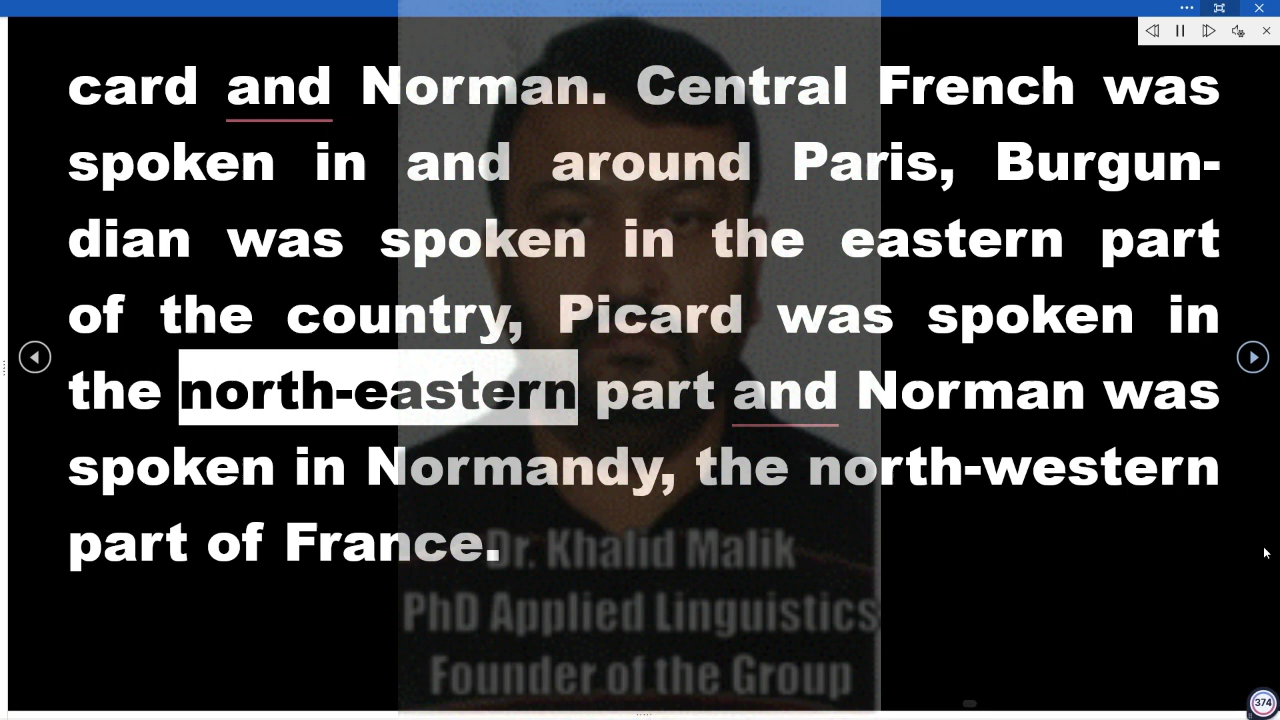 card and Norman. Central French was
spoken in and around Paris, Burgun-
dian was spoken in the eastern part
of the country, Picard was spoken in
the north-eastern part and Norman was
spoken in Normandy, the north-western
part of France.
Dr. Khalid Malik
PhD Applied Linguistics
Founder of the Group
374